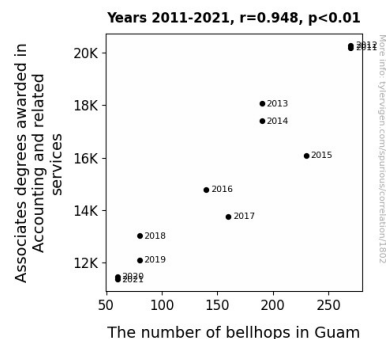 Years 2011-2021, r=0.948, p<0.01
Associates degrees awarded in
Accounting and related
services
20K
18K
16K
14K
12K
2012
2011
2013
2014
2015
2016
2017
2018
2019
2020
2021
50
100
150
200
250
The number of bellhops in Guam
More info: tylervigen.com/spurious/correlation/1802